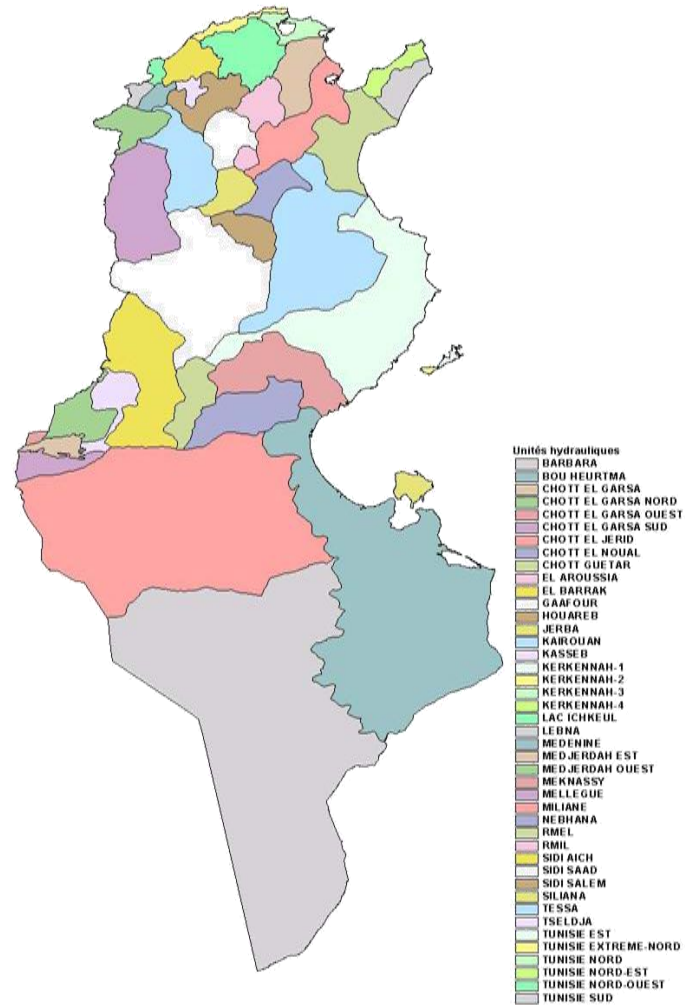 Unités hydrauliques
BARBARA
BOU HEURTMA
CHOTT EL GARSA
CHOTT EL GARSA NORD
CHOTT EL GARSA OUEST
CHOTT EL GARSA SUD
CHOTT EL JERID
CHOTT EL NOUAL
CHOTT GUETAR
EL AROUSSIA
EL BARRAK
GAAFOUR
HOUAREB
JERBA
KAIROUAN
KASSEB
KERKENNAH-1
KERKENNAH-2
KERKENNAH-3
KERKENNAH-4
LAC ICHKEUL
LEBNA
MEDENINE
MEDJERDAH EST
MEDJERDAH OUEST
MEKNASSY
MELLEGUE
MILIANE
NEBHANA
RMEL
RMIL
SIDI AICH
SIDI SAAD
SIDI SALEM
SILIANA
TESSA
TSELDJA
TUNISIE EST
TUNISIE EXTREME-NORD
TUNISIE NORD
TUNISIE NORD-EST
TUNISIE NORD-OUEST
TUNISIE SUD